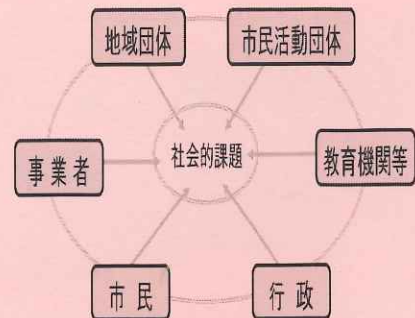 地域団体
市民活動団体
事業者
社会的課題
教育機関等
市民
行政